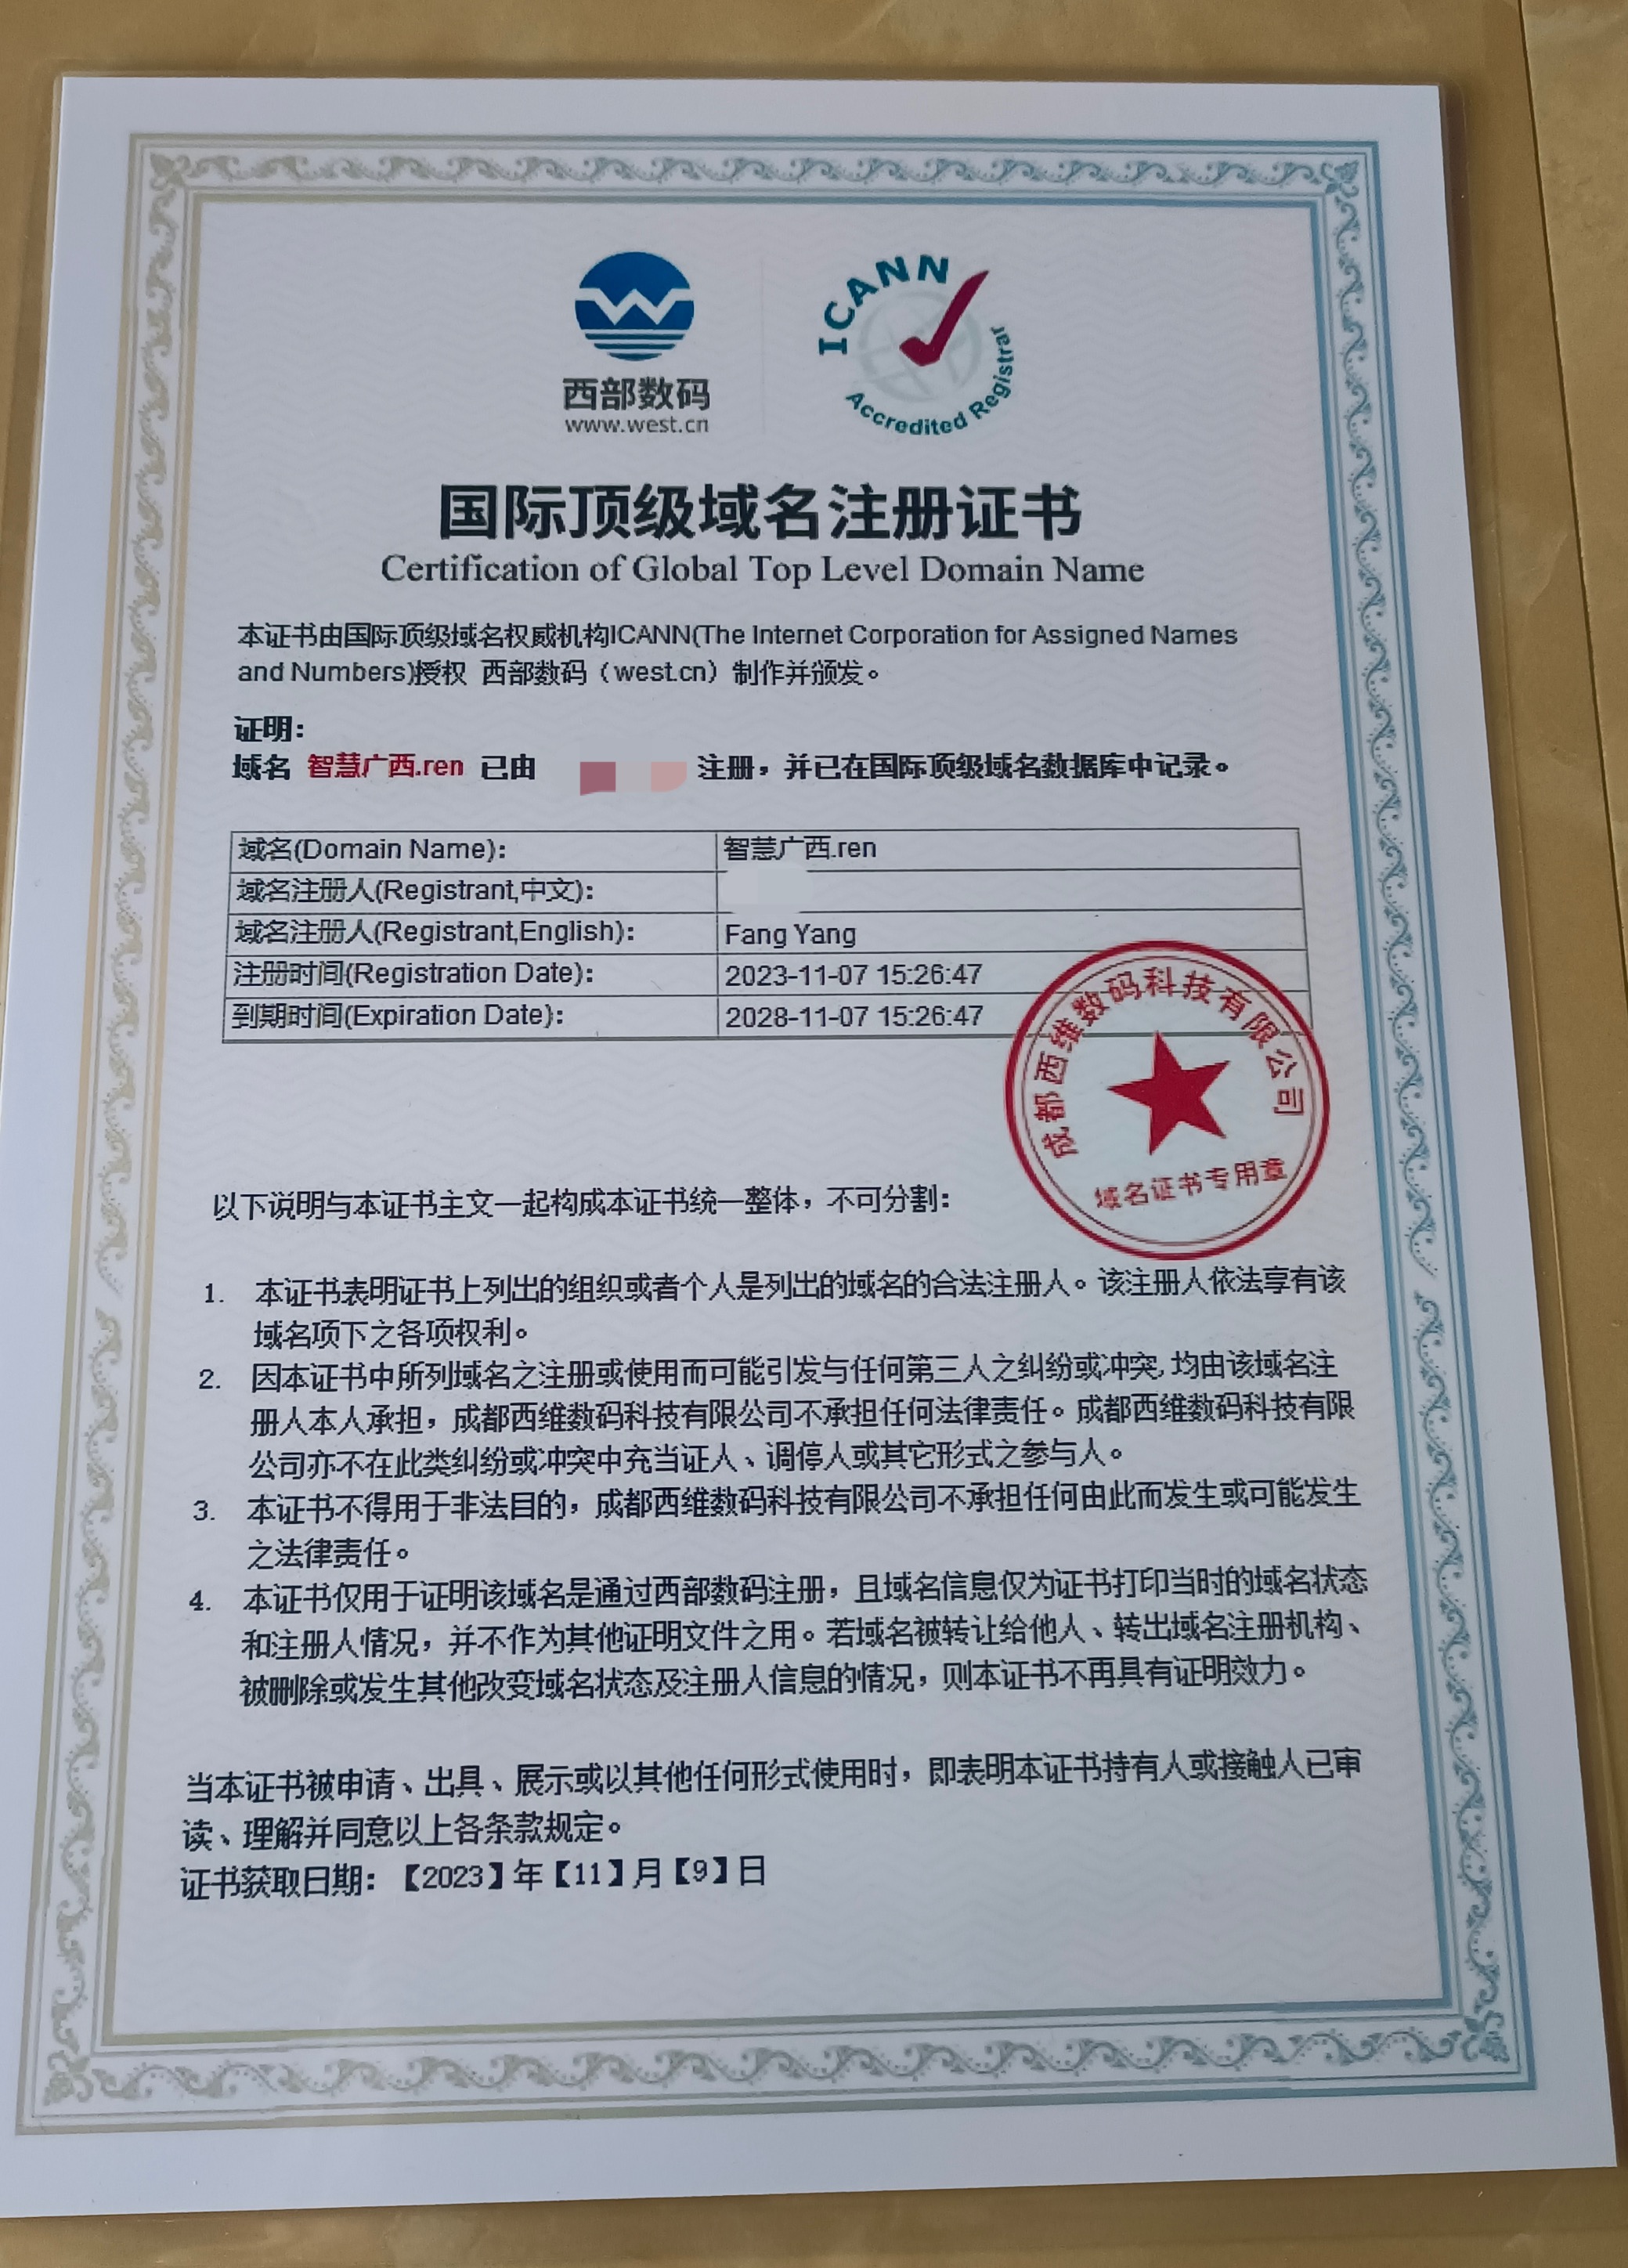 西部数码
www.west.cn
ICANN
Accredited Registrar
国际顶级域名注册证书
Certification of Global Top Level Domain Name
本证书由国际顶级域名权威机构ICANN(The Internet Corporation for Assigned Names
and Numbers)授权 西部数码（west.cn）制作并颁发。
证明：
域名 智慧广西.ren 已由 注册，并已在国际顶级域名数据库中记录。
域名(Domain Name): 智慧广西.ren
域名注册人(Registrant,中文):
域名注册人(Registrant,English): Fang Yang
注册时间(Registration Date): 2023-11-07 15:26:47
到期时间(Expiration Date): 2028-11-07 15:26:47
成都西维数码科技有限公司
域名证书专用章
以下说明与本证书主文一起构成本证书统一整体，不可分割：
1. 本证书表明证书上列出的组织或者个人是列出的域名的合法注册人。该注册人依法享有该
域名项下之各项权利。
2. 因本证书中所列域名之注册或使用而可能引发与任何第三人之纠纷或冲突,均由该域名注
册人本人承担，成都西维数码科技有限公司不承担任何法律责任。成都西维数码科技有限
公司亦不在此类纠纷或冲突中充当证人、调停人或其它形式之参与人。
3. 本证书不得用于非法目的，成都西维数码科技有限公司不承担任何由此而发生或可能发生
之法律责任。
4. 本证书仅用于证明该域名是通过西部数码注册，且域名信息仅为证书打印当时的域名状态
和注册人情况，并不作为其他证明文件之用。若域名被转让给他人、转出域名注册机构、
被删除或发生其他改变域名状态及注册人信息的情况，则本证书不再具有证明效力。
当本证书被申请、出具、展示或以其他任何形式使用时，即表明本证书持有人或接触人已审
读、理解并同意以上各条款规定。
证书获取日期：【2023】年【11】月【9】日